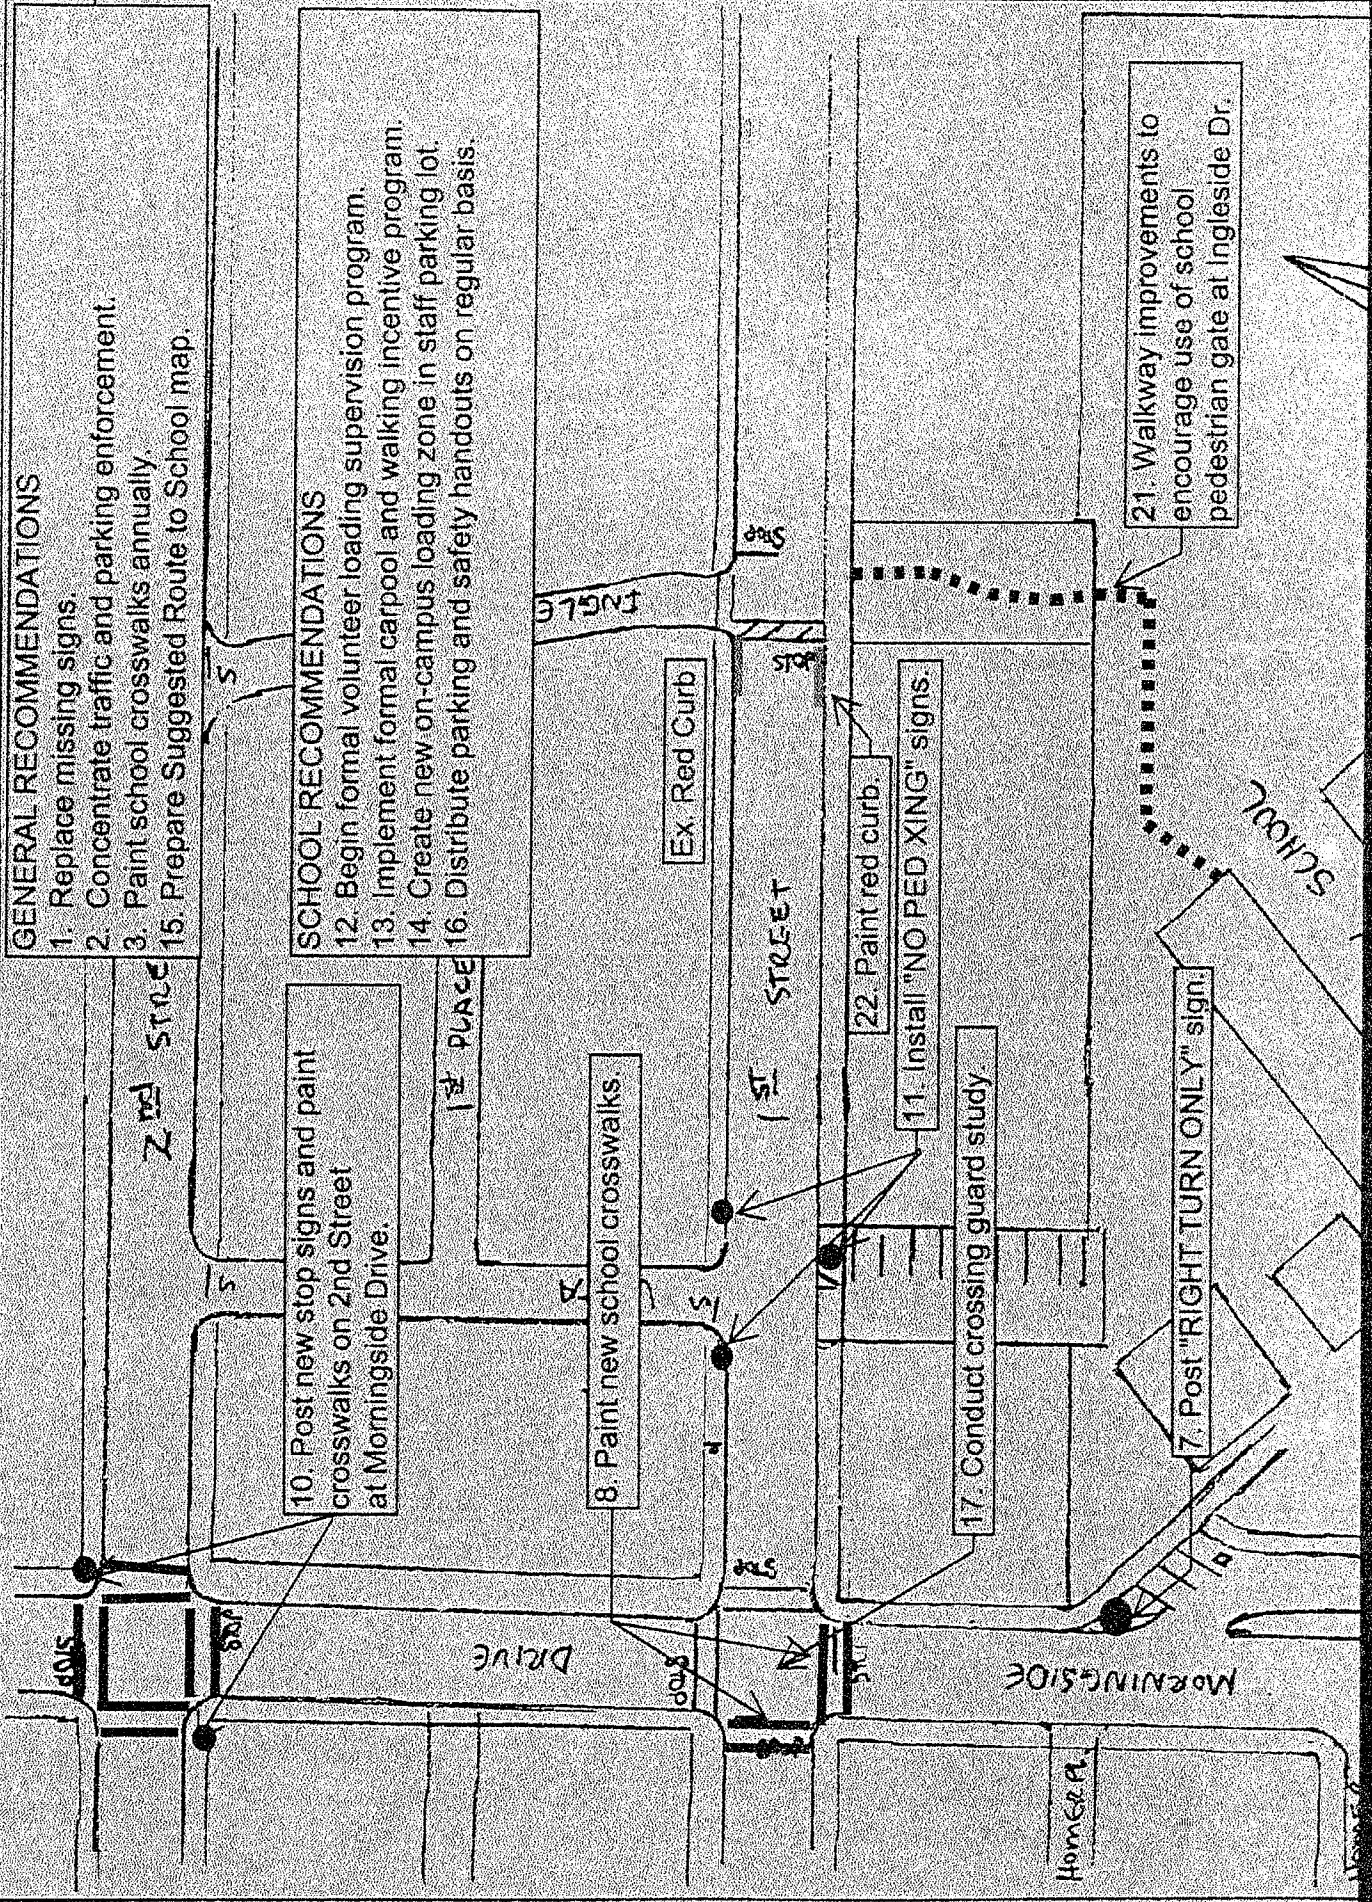 GENERAL RECOMMENDATIONS
1. Replace missing signs.
2. Concentrate traffic and parking enforcement.
3. Paint school crosswalks annually.
15. Prepare Suggested Route to School map.
2nd STREE
S
S
SCHOOL RECOMMENDATIONS
12. Begin formal volunteer loading supervision program.
13. Implement formal carpool and walking incentive program.
14. Create new on-campus loading zone in staff parking lot.
16. Distribute parking and safety handouts on regular basis.
10. Post new stop signs and paint
crosswalks on 2nd Street
at Morningside Drive.
1st PLACE
INGLE
STOP
8. Paint new school crosswalks.
Ex. Red Curb
S
STOP
STOP
STOP
STOP
DRIVE
1ST STREET
22. Paint red curb.
11. Install "NO PED XING" signs.
17. Conduct crossing guard study.
21. Walkway improvements to
encourage use of school
pedestrian gate at Ingleside Dr.
7. Post "RIGHT TURN ONLY" sign.
SCHOOL
MORNINGSIDE
HOMER PL.